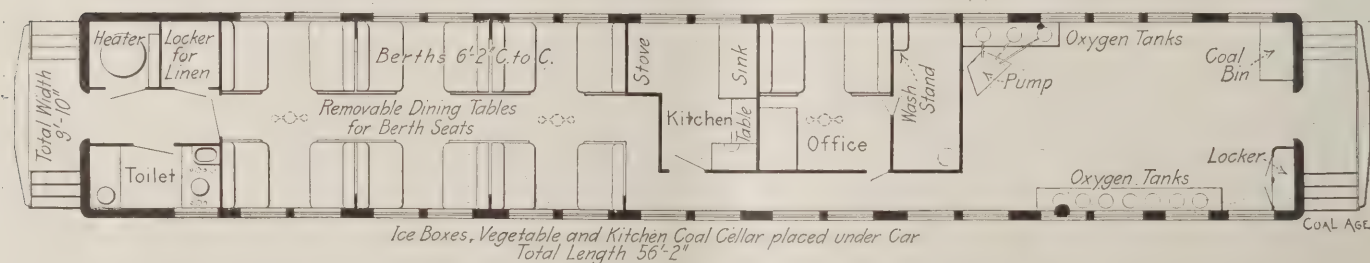 Heater
Locker
for
Linen
Berths 6'-2" C. to C.
Stove
Sink
Oxygen Tanks
Coal
Bin
Pump
Wash
Stand
Total Width
9'-10"
Removable Dining Tables
for Berth Seats
Kitchen
Table
Office
Toilet
Locker
Oxygen Tanks
Ice Boxes, Vegetable and Kitchen Coal Cellar placed under Car
Total Length 56'-2"
COAL AGE